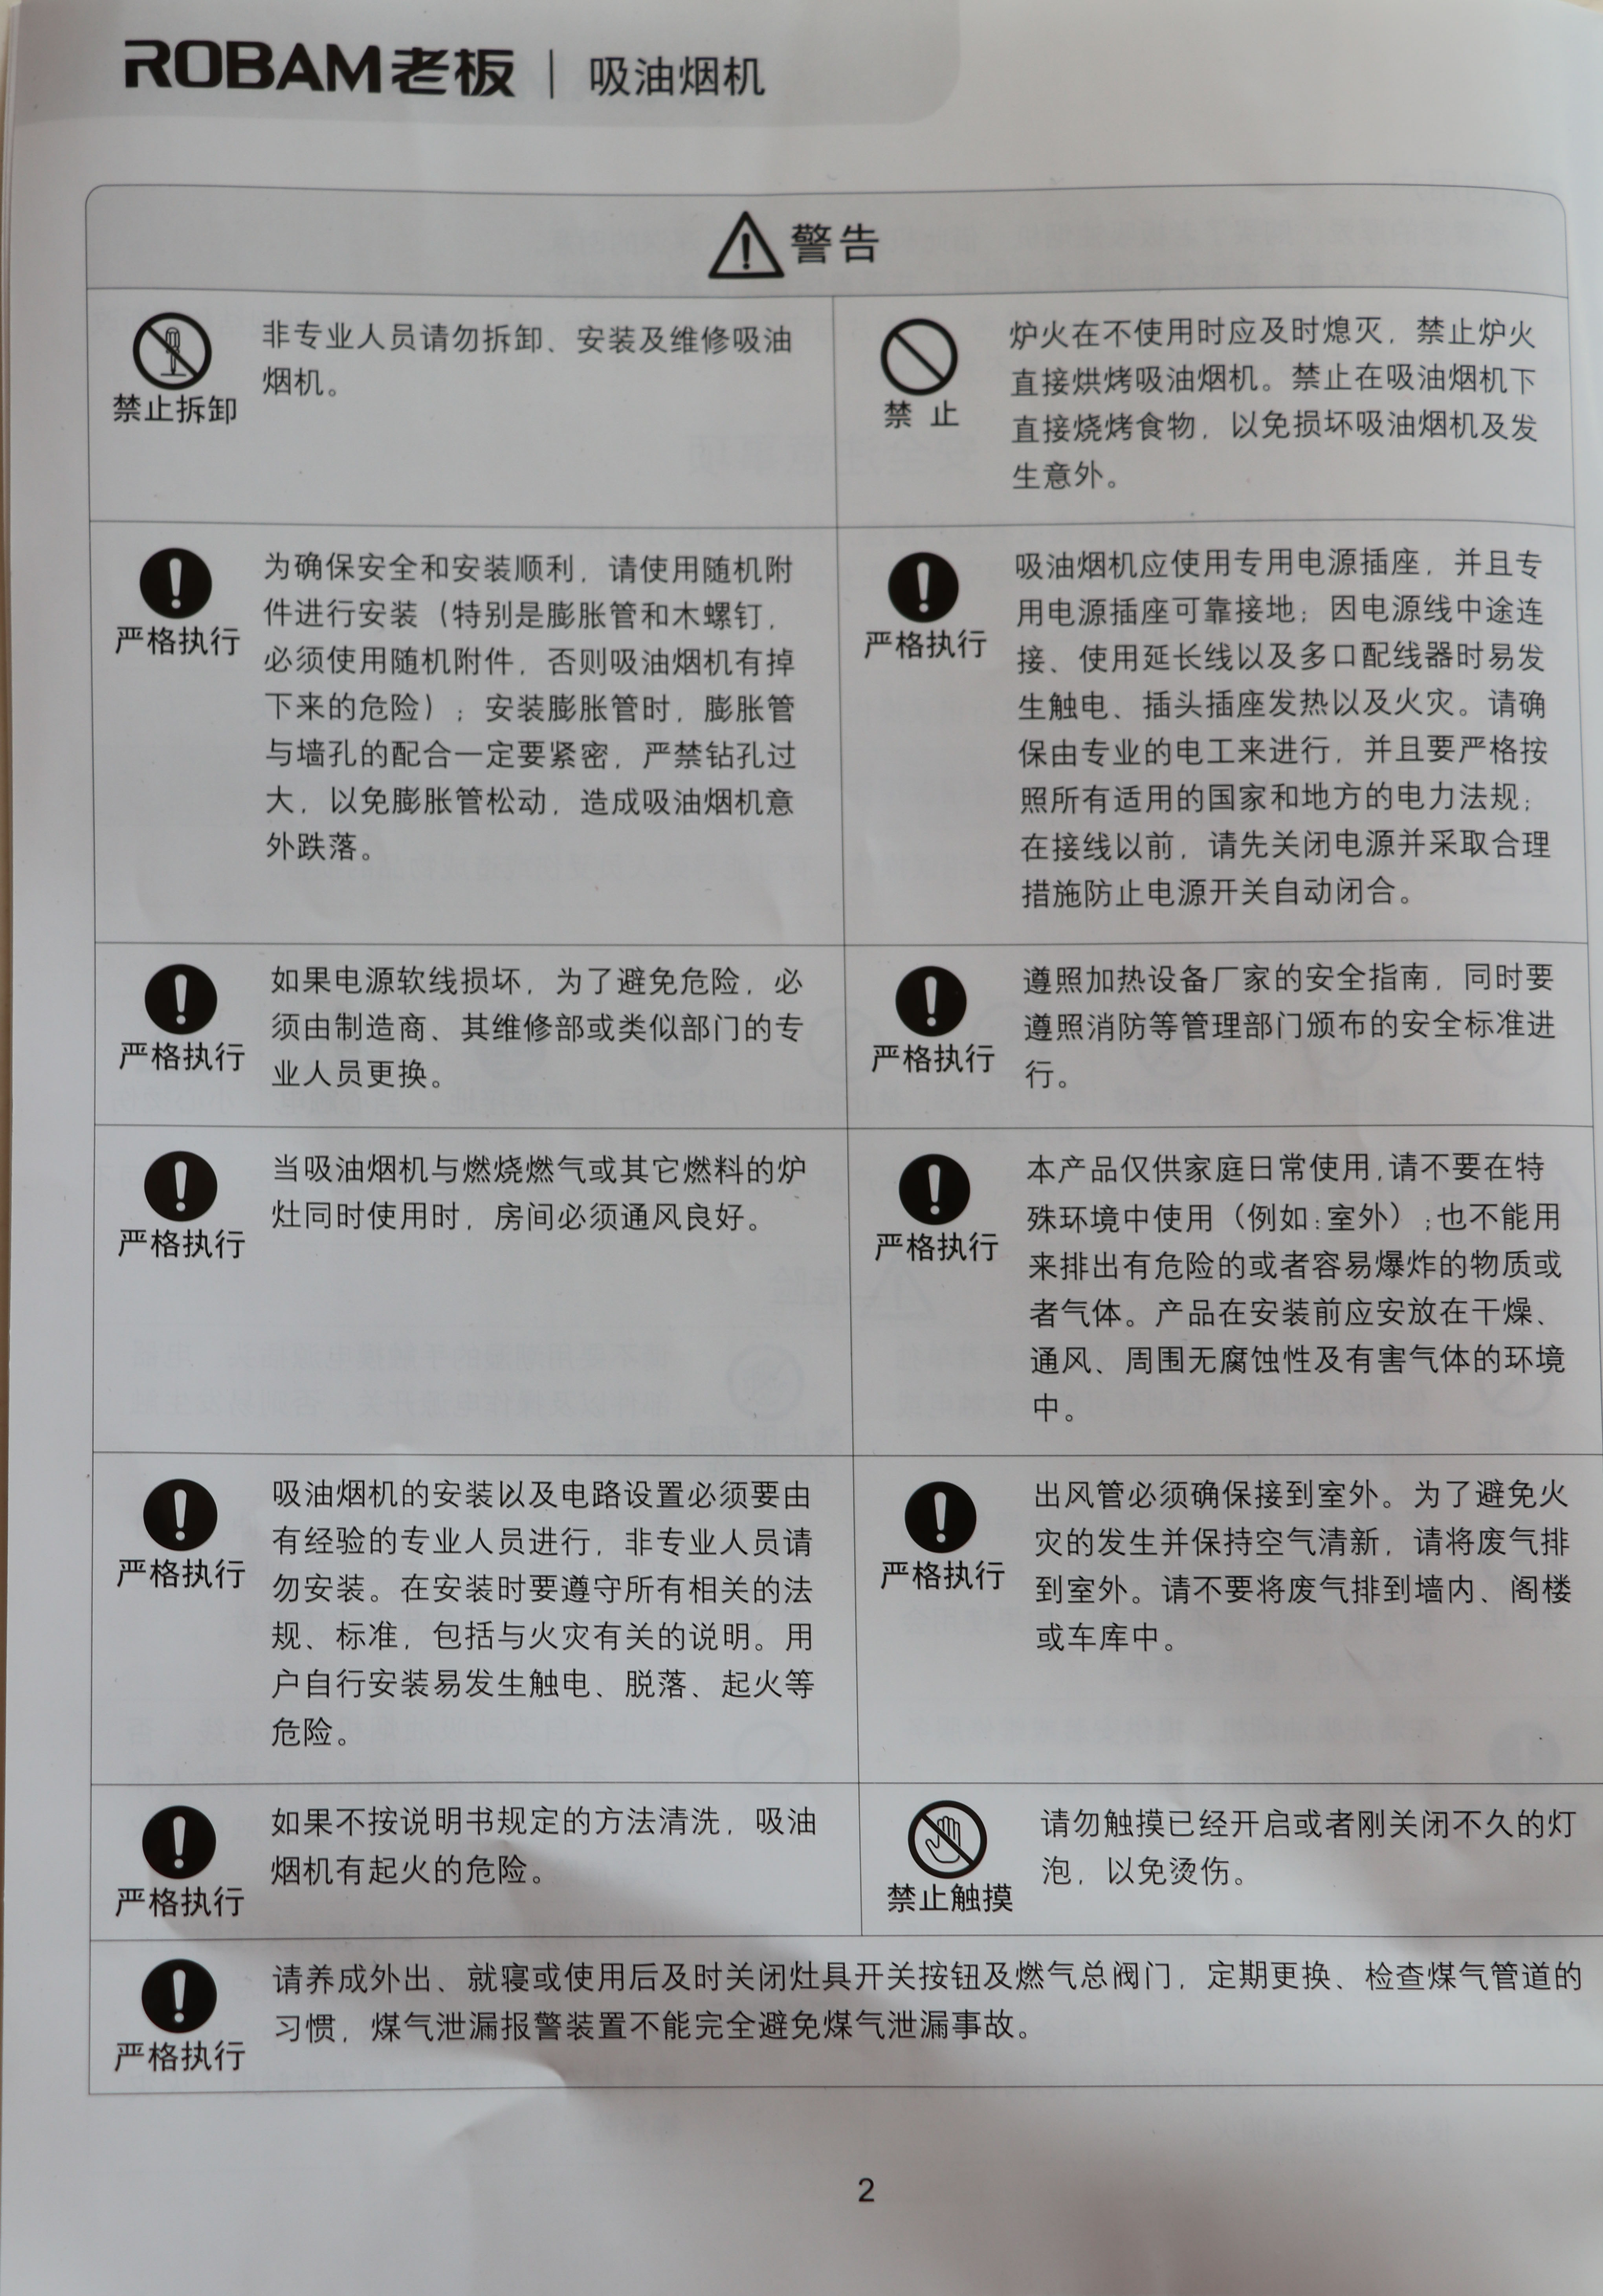 ROBAM老板 | 吸油烟机
警告
禁止拆卸
非专业人员请勿拆卸、安装及维修吸油
烟机。
禁 止
炉火在不使用时应及时熄灭，禁止炉火
直接烘烤吸油烟机。禁止在吸油烟机下
直接烧烤食物，以免损坏吸油烟机及发
生意外。
严格执行
为确保安全和安装顺利，请使用随机附
件进行安装（特别是膨胀管和木螺钉，
必须使用随机附件，否则吸油烟机有掉
下来的危险）；安装膨胀管时，膨胀管
与墙孔的配合一定要紧密，严禁钻孔过
大，以免膨胀管松动，造成吸油烟机意
外跌落。
严格执行
吸油烟机应使用专用电源插座，并且专
用电源插座可靠接地；因电源线中途连
接、使用延长线以及多口配线器时易发
生触电、插头插座发热以及火灾。请确
保由专业的电工来进行，并且要严格按
照所有适用的国家和地方的电力法规；
在接线以前，请先关闭电源并采取合理
措施防止电源开关自动闭合。
严格执行
如果电源软线损坏，为了避免危险，必
须由制造商、其维修部或类似部门的专
业人员更换。
严格执行
遵照加热设备厂家的安全指南，同时要
遵照消防等管理部门颁布的安全标准进
行。
严格执行
当吸油烟机与燃烧燃气或其它燃料的炉
灶同时使用时，房间必须通风良好。
严格执行
本产品仅供家庭日常使用,请不要在特
殊环境中使用（例如:室外）;也不能用
来排出有危险的或者容易爆炸的物质或
者气体。产品在安装前应安放在干燥、
通风、周围无腐蚀性及有害气体的环境
中。
严格执行
吸油烟机的安装以及电路设置必须要由
有经验的专业人员进行，非专业人员请
勿安装。在安装时要遵守所有相关的法
规、标准，包括与火灾有关的说明。用
户自行安装易发生触电、脱落、起火等
危险。
严格执行
出风管必须确保接到室外。为了避免火
灾的发生并保持空气清新，请将废气排
到室外。请不要将废气排到墙内、阁楼
或车库中。
严格执行
如果不按说明书规定的方法清洗，吸油
烟机有起火的危险。
禁止触摸
请勿触摸已经开启或者刚关闭不久的灯
泡，以免烫伤。
严格执行
请养成外出、就寝或使用后及时关闭灶具开关按钮及燃气总阀门，定期更换、检查煤气管道的
习惯，煤气泄漏报警装置不能完全避免煤气泄漏事故。
2